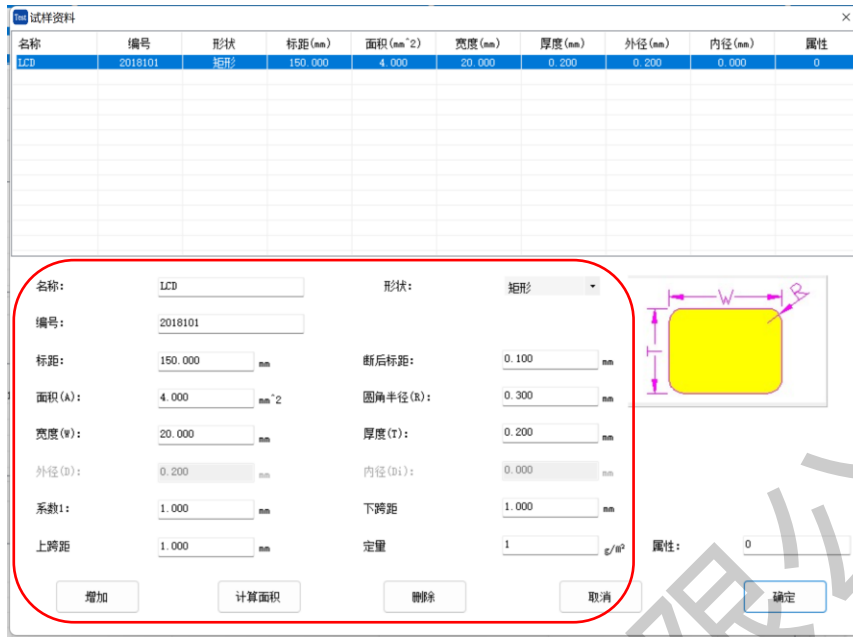 Test 试样资料 ×
名称 编号 形状 标距(mm) 面积(mm^2) 宽度(mm) 厚度(mm) 外径(mm) 内径(mm) 属性
LCD 2018101 矩形 150.000 4.000 20.000 0.200 0.200 0.000 0
名称: LCD 形状: 矩形
编号: 2018101
标距: 150.000 mm 断后标距: 0.100 mm
面积(A): 4.000 mm^2 圆角半径(R): 0.300 mm
宽度(W): 20.000 mm 厚度(T): 0.200 mm
外径(D): 0.200 mm 内径(Di): 0.000 mm
系数1: 1.000 mm 下跨距 1.000 mm
上跨距 1.000 mm 定量 1 g/m² 属性: 0
增加 计算面积 删除 取消 确定
W R
T
限公